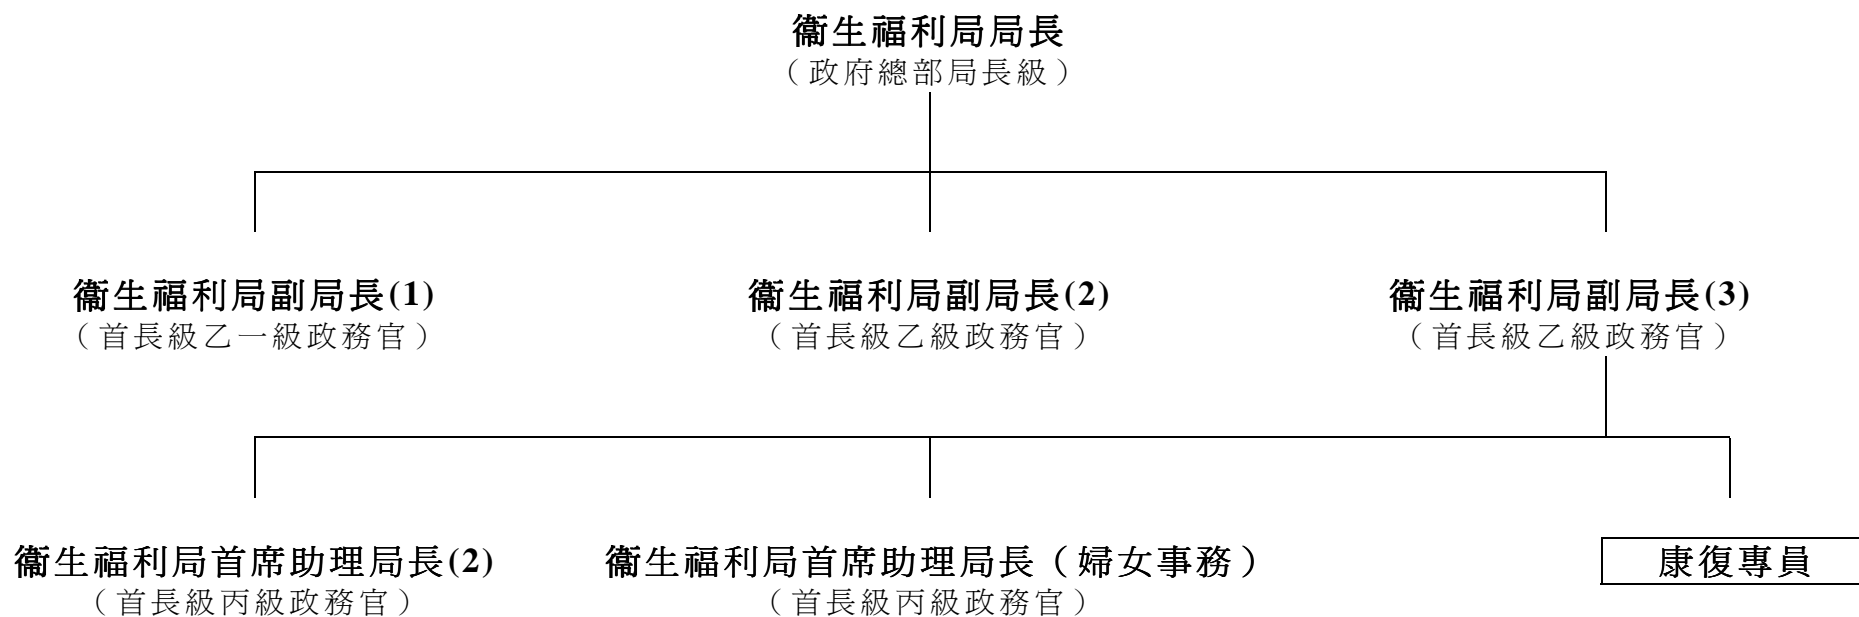 衞生福利局局長
（政府總部局長級）
衞生福利局副局長(1)
（首長級乙一級政務官）
衞生福利局副局長(2)
（首長級乙級政務官）
衞生福利局副局長(3)
（首長級乙級政務官）
衞生福利局首席助理局長(2)
（首長級丙級政務官）
衞生福利局首席助理局長（婦女事務）
（首長級丙級政務官）
康復專員